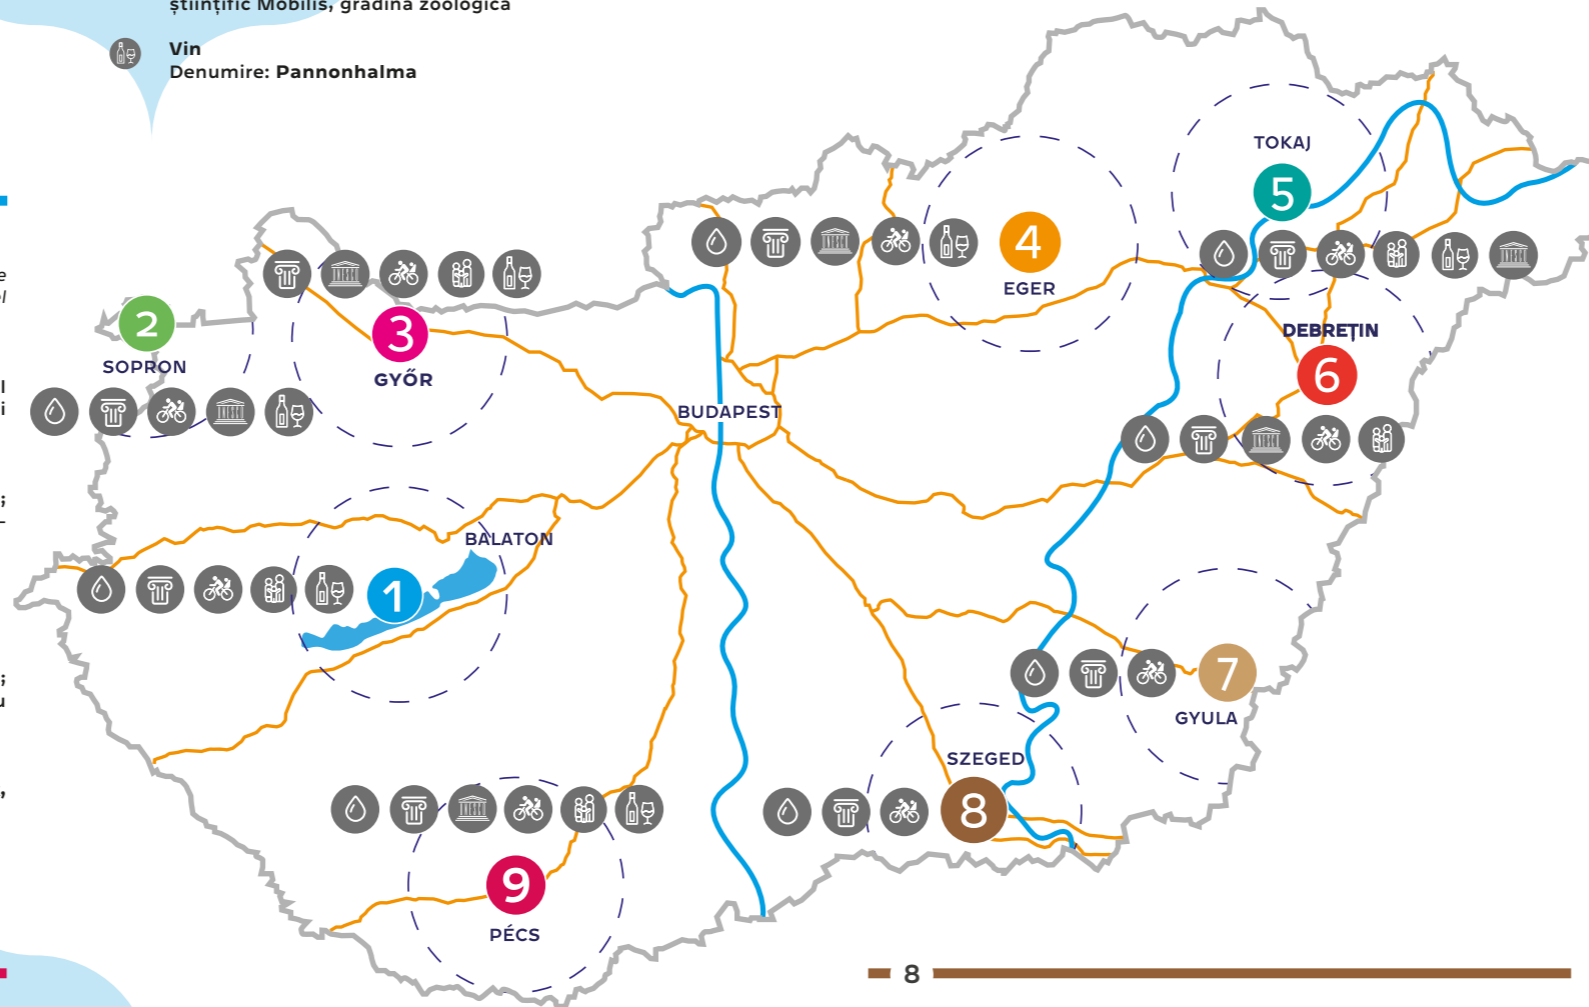 științific Mobilis, grădina zoologică
Vin
Denumire: Pannonhalma
TOKAJ
5
4
EGER
2
SOPRON
3
GYŐR
DEBREȚIN
6
BUDAPEST
BALATON
1
7
GYULA
SZEGED
8
9
PÉCS
8